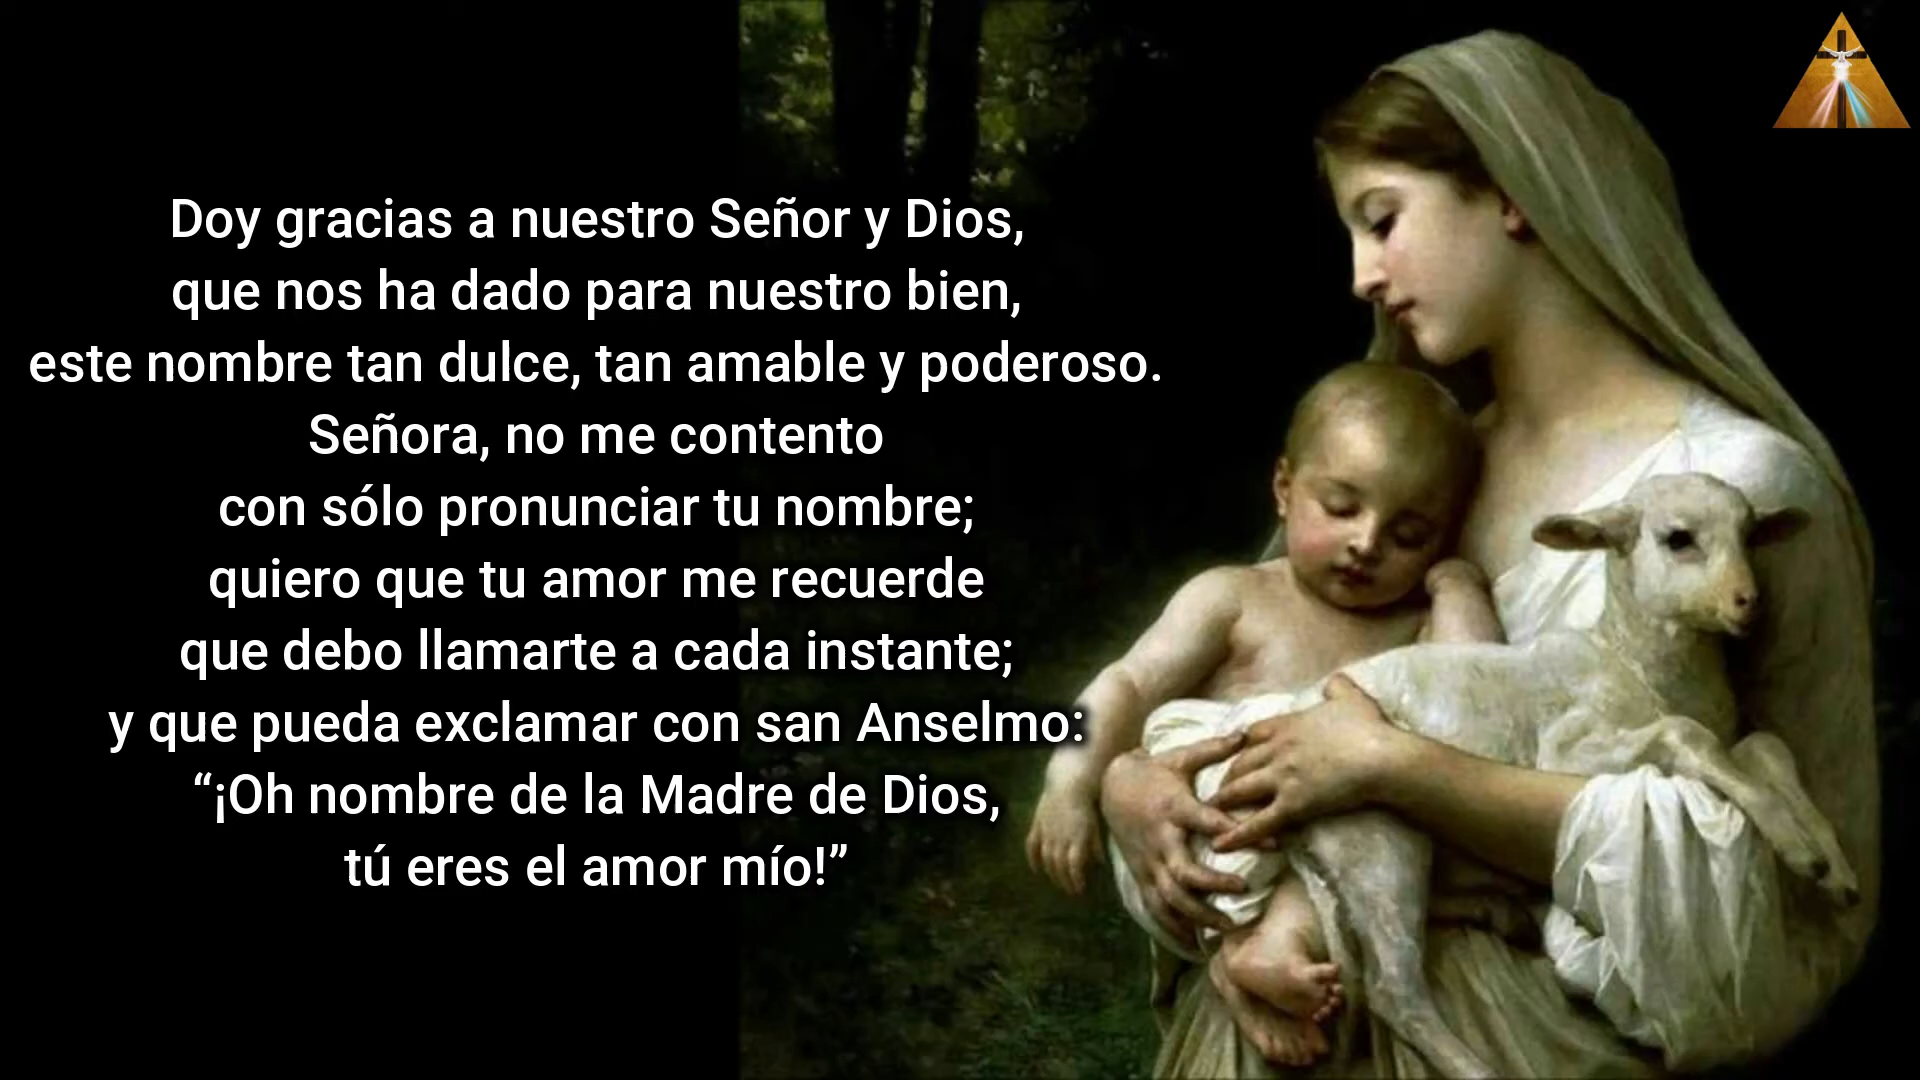 Doy gracias a nuestro Señor y Dios,
que nos ha dado para nuestro bien,
este nombre tan dulce, tan amable y poderoso.
Señora, no me contento
con sólo pronunciar tu nombre;
quiero que tu amor me recuerde
que debo llamarte a cada instante;
y que pueda exclamar con san Anselmo:
“¡Oh nombre de la Madre de Dios,
tú eres el amor mío!”